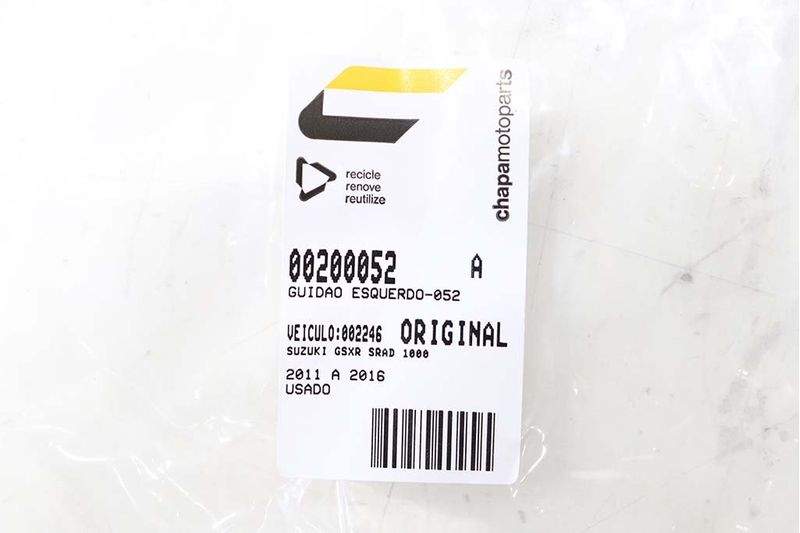 chapamotoparts
recicle
renove
reutilize
00200052 A
GUIDAO ESQUERDO-052
VEICULO:002246 ORIGINAL
SUZUKI GSXR SRAD 1000
2011 A 2016
USADO